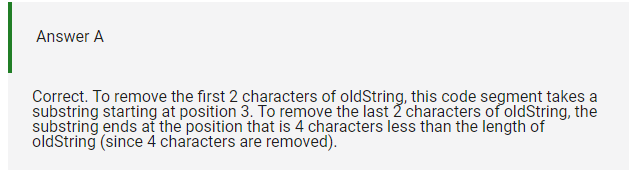 Answer A
Correct. To remove the first 2 characters of oldString, this code segment takes a
substring starting at position 3. To remove the last 2 characters of oldString, the
substring ends at the position that is 4 characters less than the length of
oldString (since 4 characters are removed).